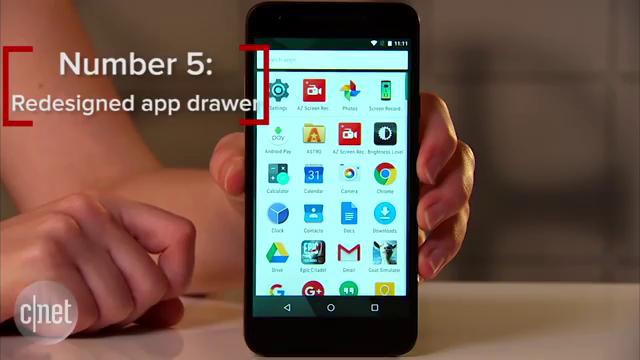 Number 5:
Redesigned app drawer
11:11
Search apps
Settings AZ Screen Rec. Photos Screen Record.
Android Pay ASTRO AZ Screen Rec. Brightness Level
Calculator Calendar Camera Chrome
Clock Contacts Docs Downloads
Drive Epic Citadel Gmail Goat Simulator
c|net